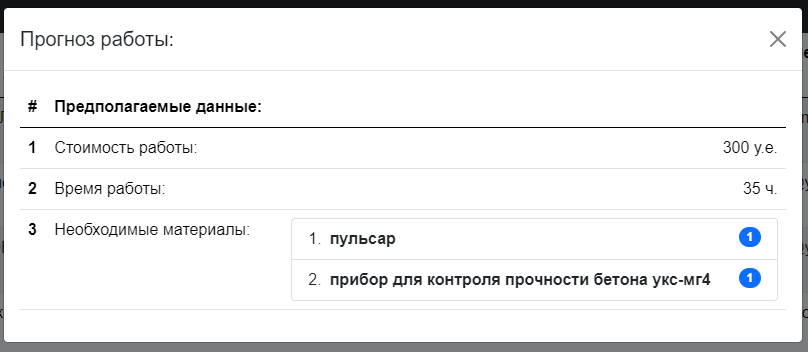 Прогноз работы:
# Предполагаемые данные:
1 Стоимость работы: 300 у.е.
2 Время работы: 35 ч.
3 Необходимые материалы:
1. пульсар 1
2. прибор для контроля прочности бетона укс-мг4 1